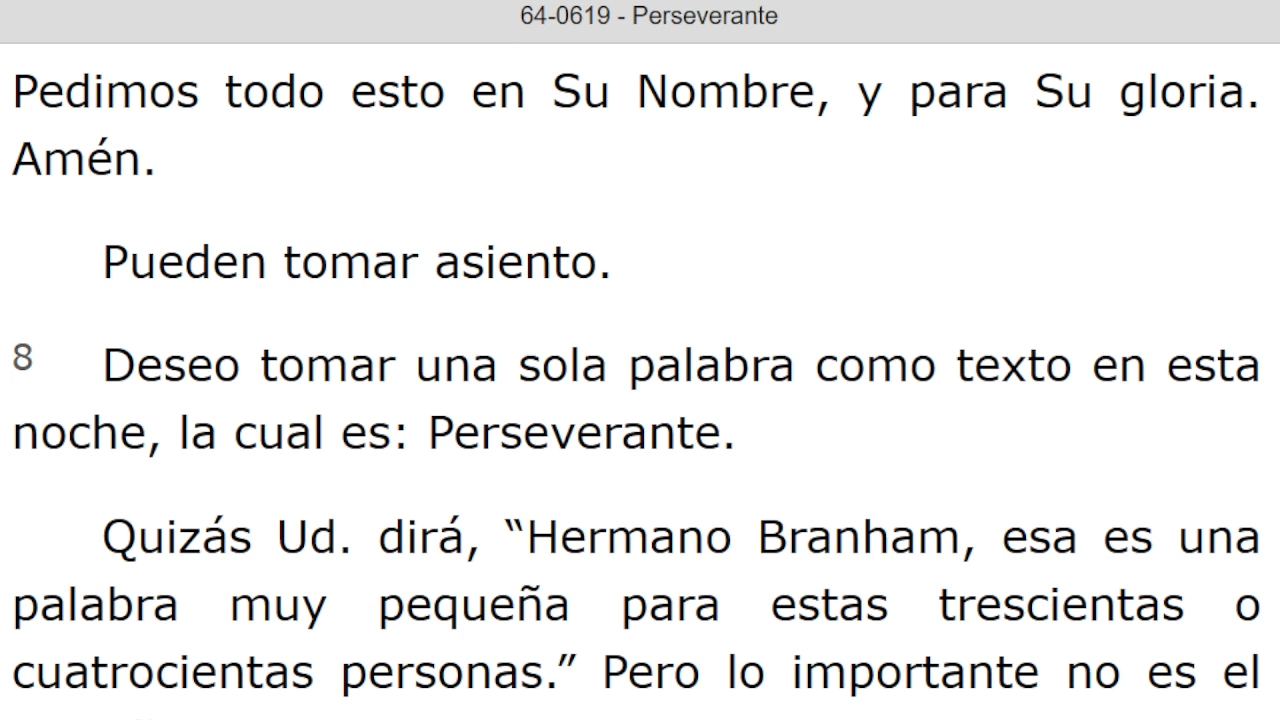 64-0619 - Perseverante
Pedimos todo esto en Su Nombre, y para Su gloria.
Amén.
Pueden tomar asiento.
8 Deseo tomar una sola palabra como texto en esta
noche, la cual es: Perseverante.
Quizás Ud. dirá, “Hermano Branham, esa es una
palabra muy pequeña para estas trescientas o
cuatrocientas personas.” Pero lo importante no es el